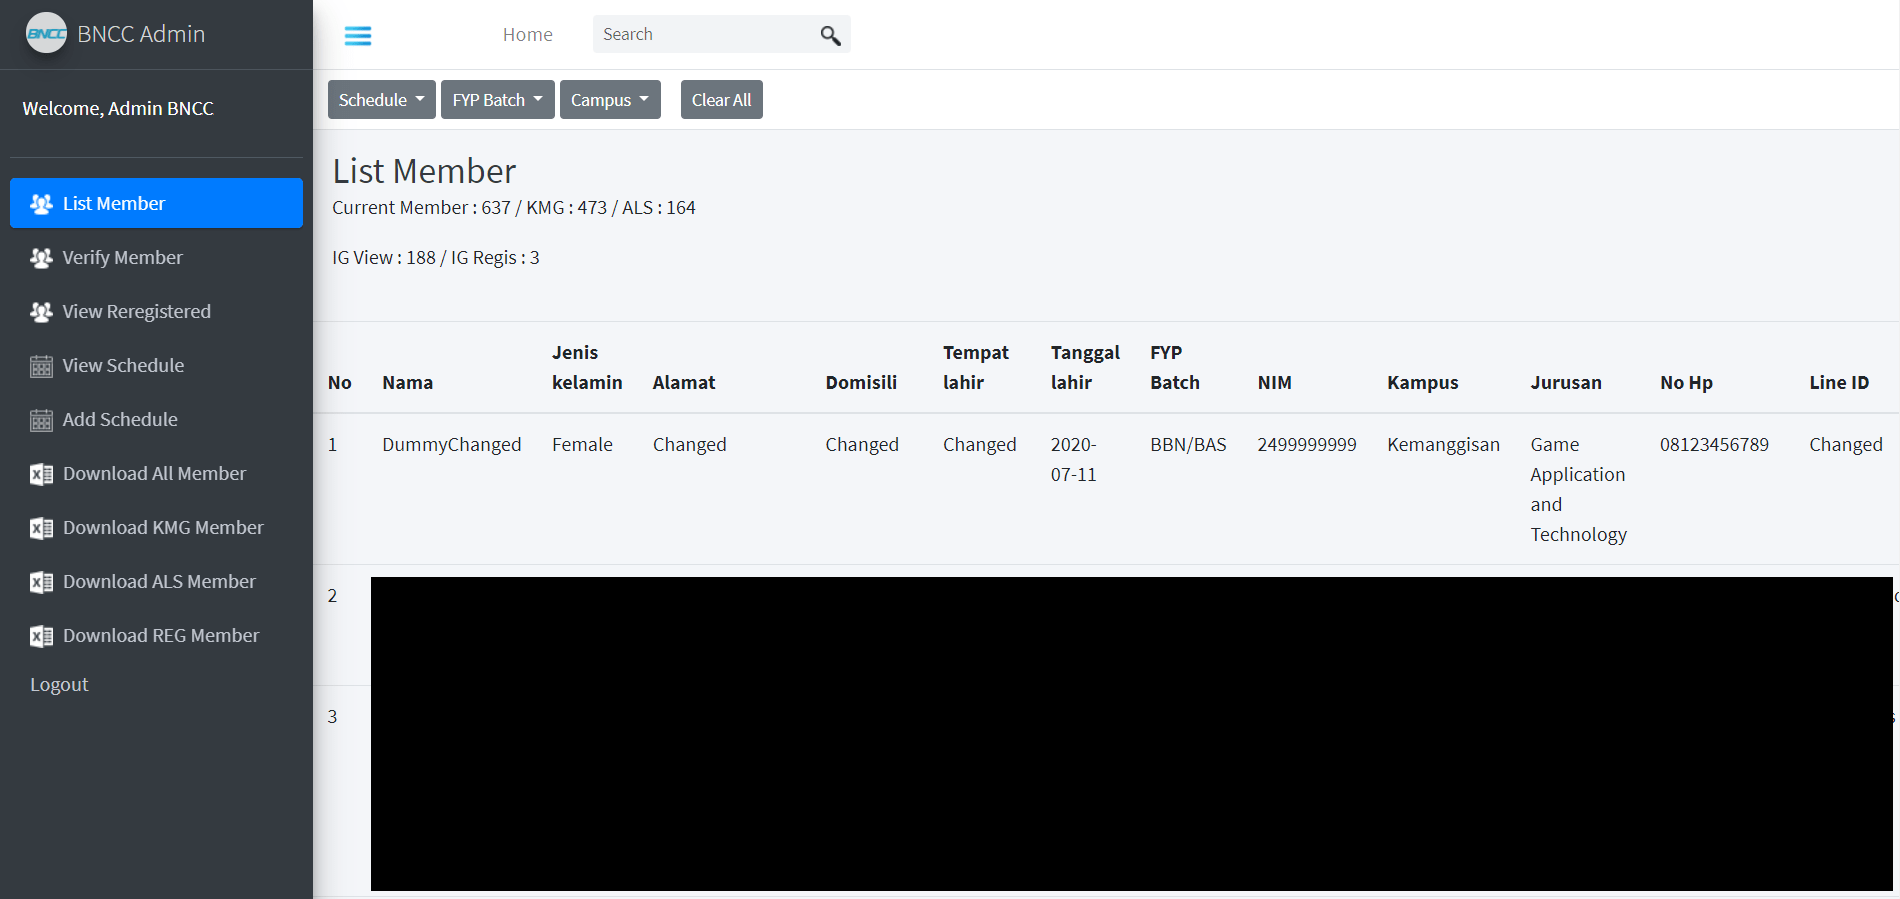 BNCC
BNCC Admin
Welcome, Admin BNCC
List Member
Verify Member
View Reregistered
View Schedule
Add Schedule
Download All Member
Download KMG Member
Download ALS Member
Download REG Member
Logout
Home
Search
Schedule
FYP Batch
Campus
Clear All
List Member
Current Member : 637 / KMG : 473 / ALS : 164
IG View : 188 / IG Regis : 3
No
Nama
Jenis
kelamin
Alamat
Domisili
Tempat
lahir
Tanggal
lahir
FYP
Batch
NIM
Kampus
Jurusan
No Hp
Line ID
1
DummyChanged
Female
Changed
Changed
Changed
2020-
07-11
BBN/BAS
2499999999
Kemanggisan
Game
Application
and
Technology
08123456789
Changed
2
3